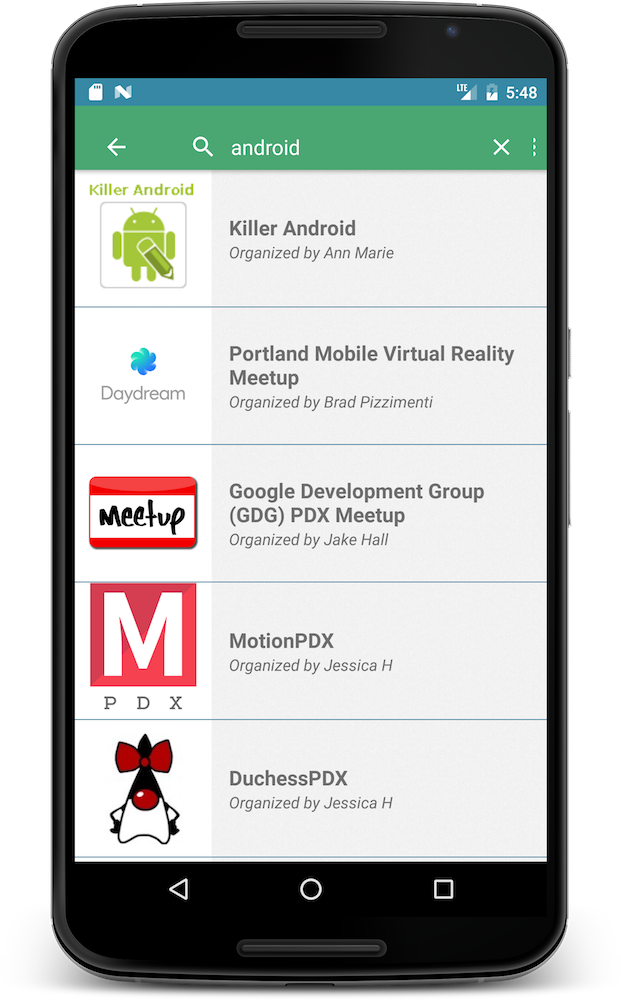 LTE
5:48
android
Killer Android
Killer Android
Organized by Ann Marie
Daydream
Portland Mobile Virtual Reality
Meetup
Organized by Brad Pizzimenti
Meetup
Google Development Group
(GDG) PDX Meetup
Organized by Jake Hall
M
P D X
MotionPDX
Organized by Jessica H
DuchessPDX
Organized by Jessica H